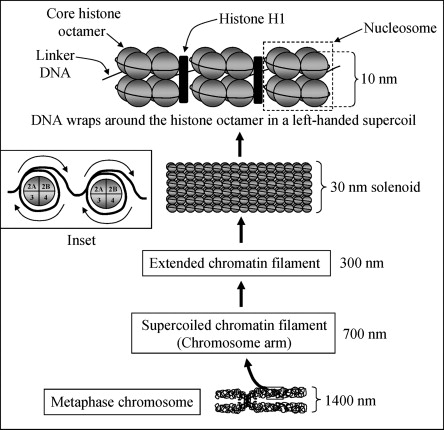 Core histone
octamer
Histone H1
Nucleosome
Linker
DNA
10 nm
DNA wraps around the histone octamer in a left-handed supercoil
2A 2B
3 4
2A 2B
3 4
Inset
30 nm solenoid
Extended chromatin filament
300 nm
Supercoiled chromatin filament
(Chromosome arm)
700 nm
Metaphase chromosome
1400 nm